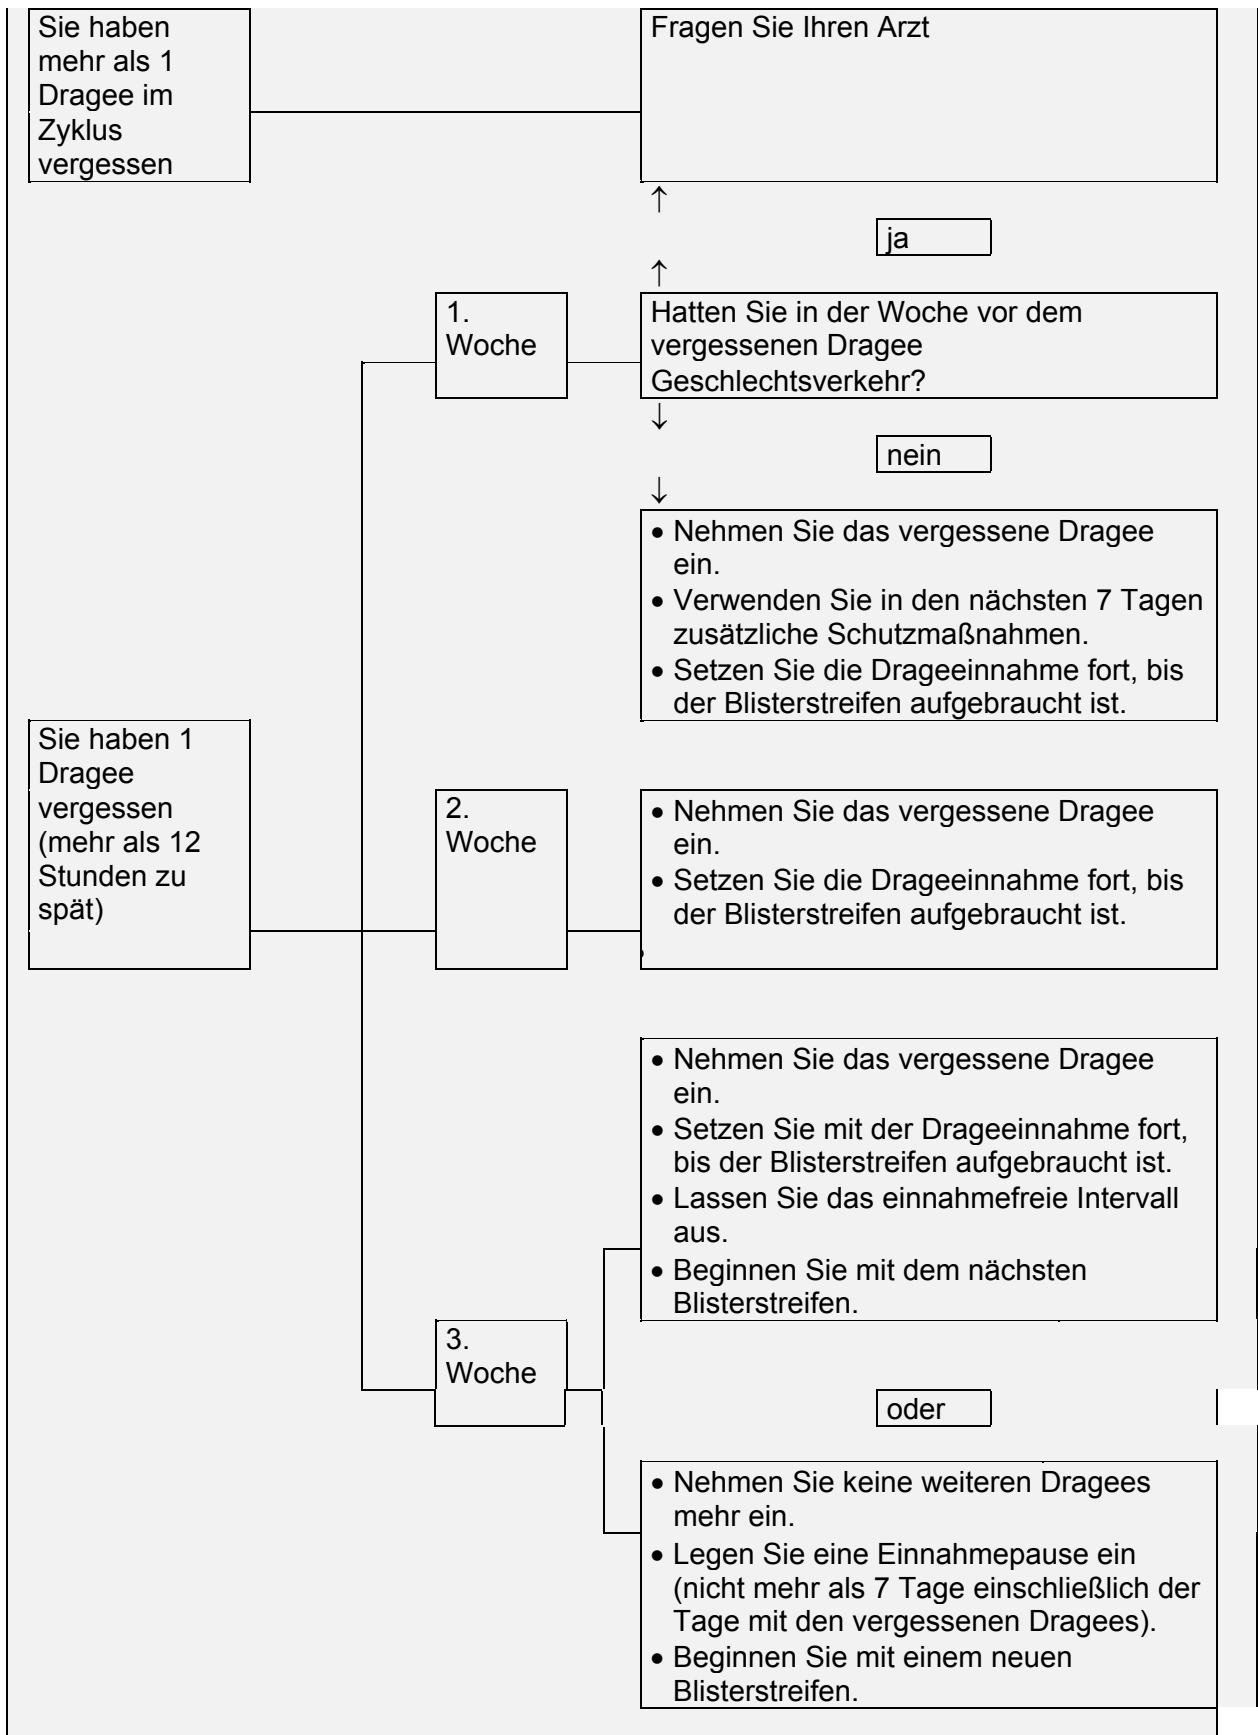 Sie haben
mehr als 1
Dragee im
Zyklus
vergessen
Fragen Sie Ihren Arzt
↑
ja
↑
1.
Woche
Hatten Sie in der Woche vor dem
vergessenen Dragee
Geschlechtsverkehr?
↓
nein
↓
• Nehmen Sie das vergessene Dragee
ein.
• Verwenden Sie in den nächsten 7 Tagen
zusätzliche Schutzmaßnahmen.
• Setzen Sie die Drageeinnahme fort, bis
der Blisterstreifen aufgebraucht ist.
Sie haben 1
Dragee
vergessen
(mehr als 12
Stunden zu
spät)
2.
Woche
• Nehmen Sie das vergessene Dragee
ein.
• Setzen Sie die Drageeinnahme fort, bis
der Blisterstreifen aufgebraucht ist.
• Nehmen Sie das vergessene Dragee
ein.
• Setzen Sie mit der Drageeinnahme fort,
bis der Blisterstreifen aufgebraucht ist.
• Lassen Sie das einnahmefreie Intervall
aus.
• Beginnen Sie mit dem nächsten
Blisterstreifen.
3.
Woche
oder
• Nehmen Sie keine weiteren Dragees
mehr ein.
• Legen Sie eine Einnahmepause ein
(nicht mehr als 7 Tage einschließlich der
Tage mit den vergessenen Dragees).
• Beginnen Sie mit einem neuen
Blisterstreifen.